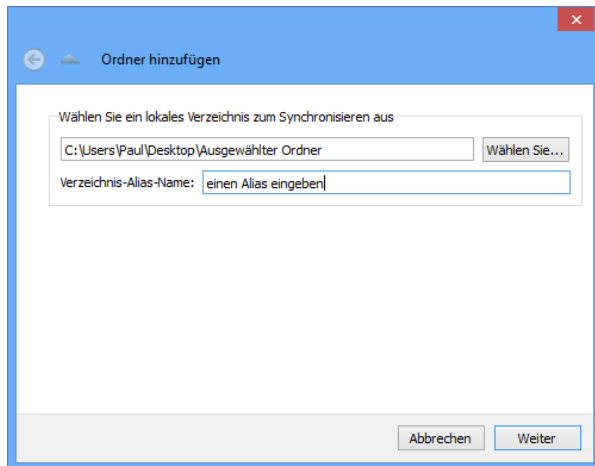 Ordner hinzufügen
Wählen Sie ein lokales Verzeichnis zum Synchronisieren aus
C:\Users\Paul\Desktop\Ausgewählter Ordner Wählen Sie...
Verzeichnis-Alias-Name: einen Alias eingeben
Abbrechen Weiter